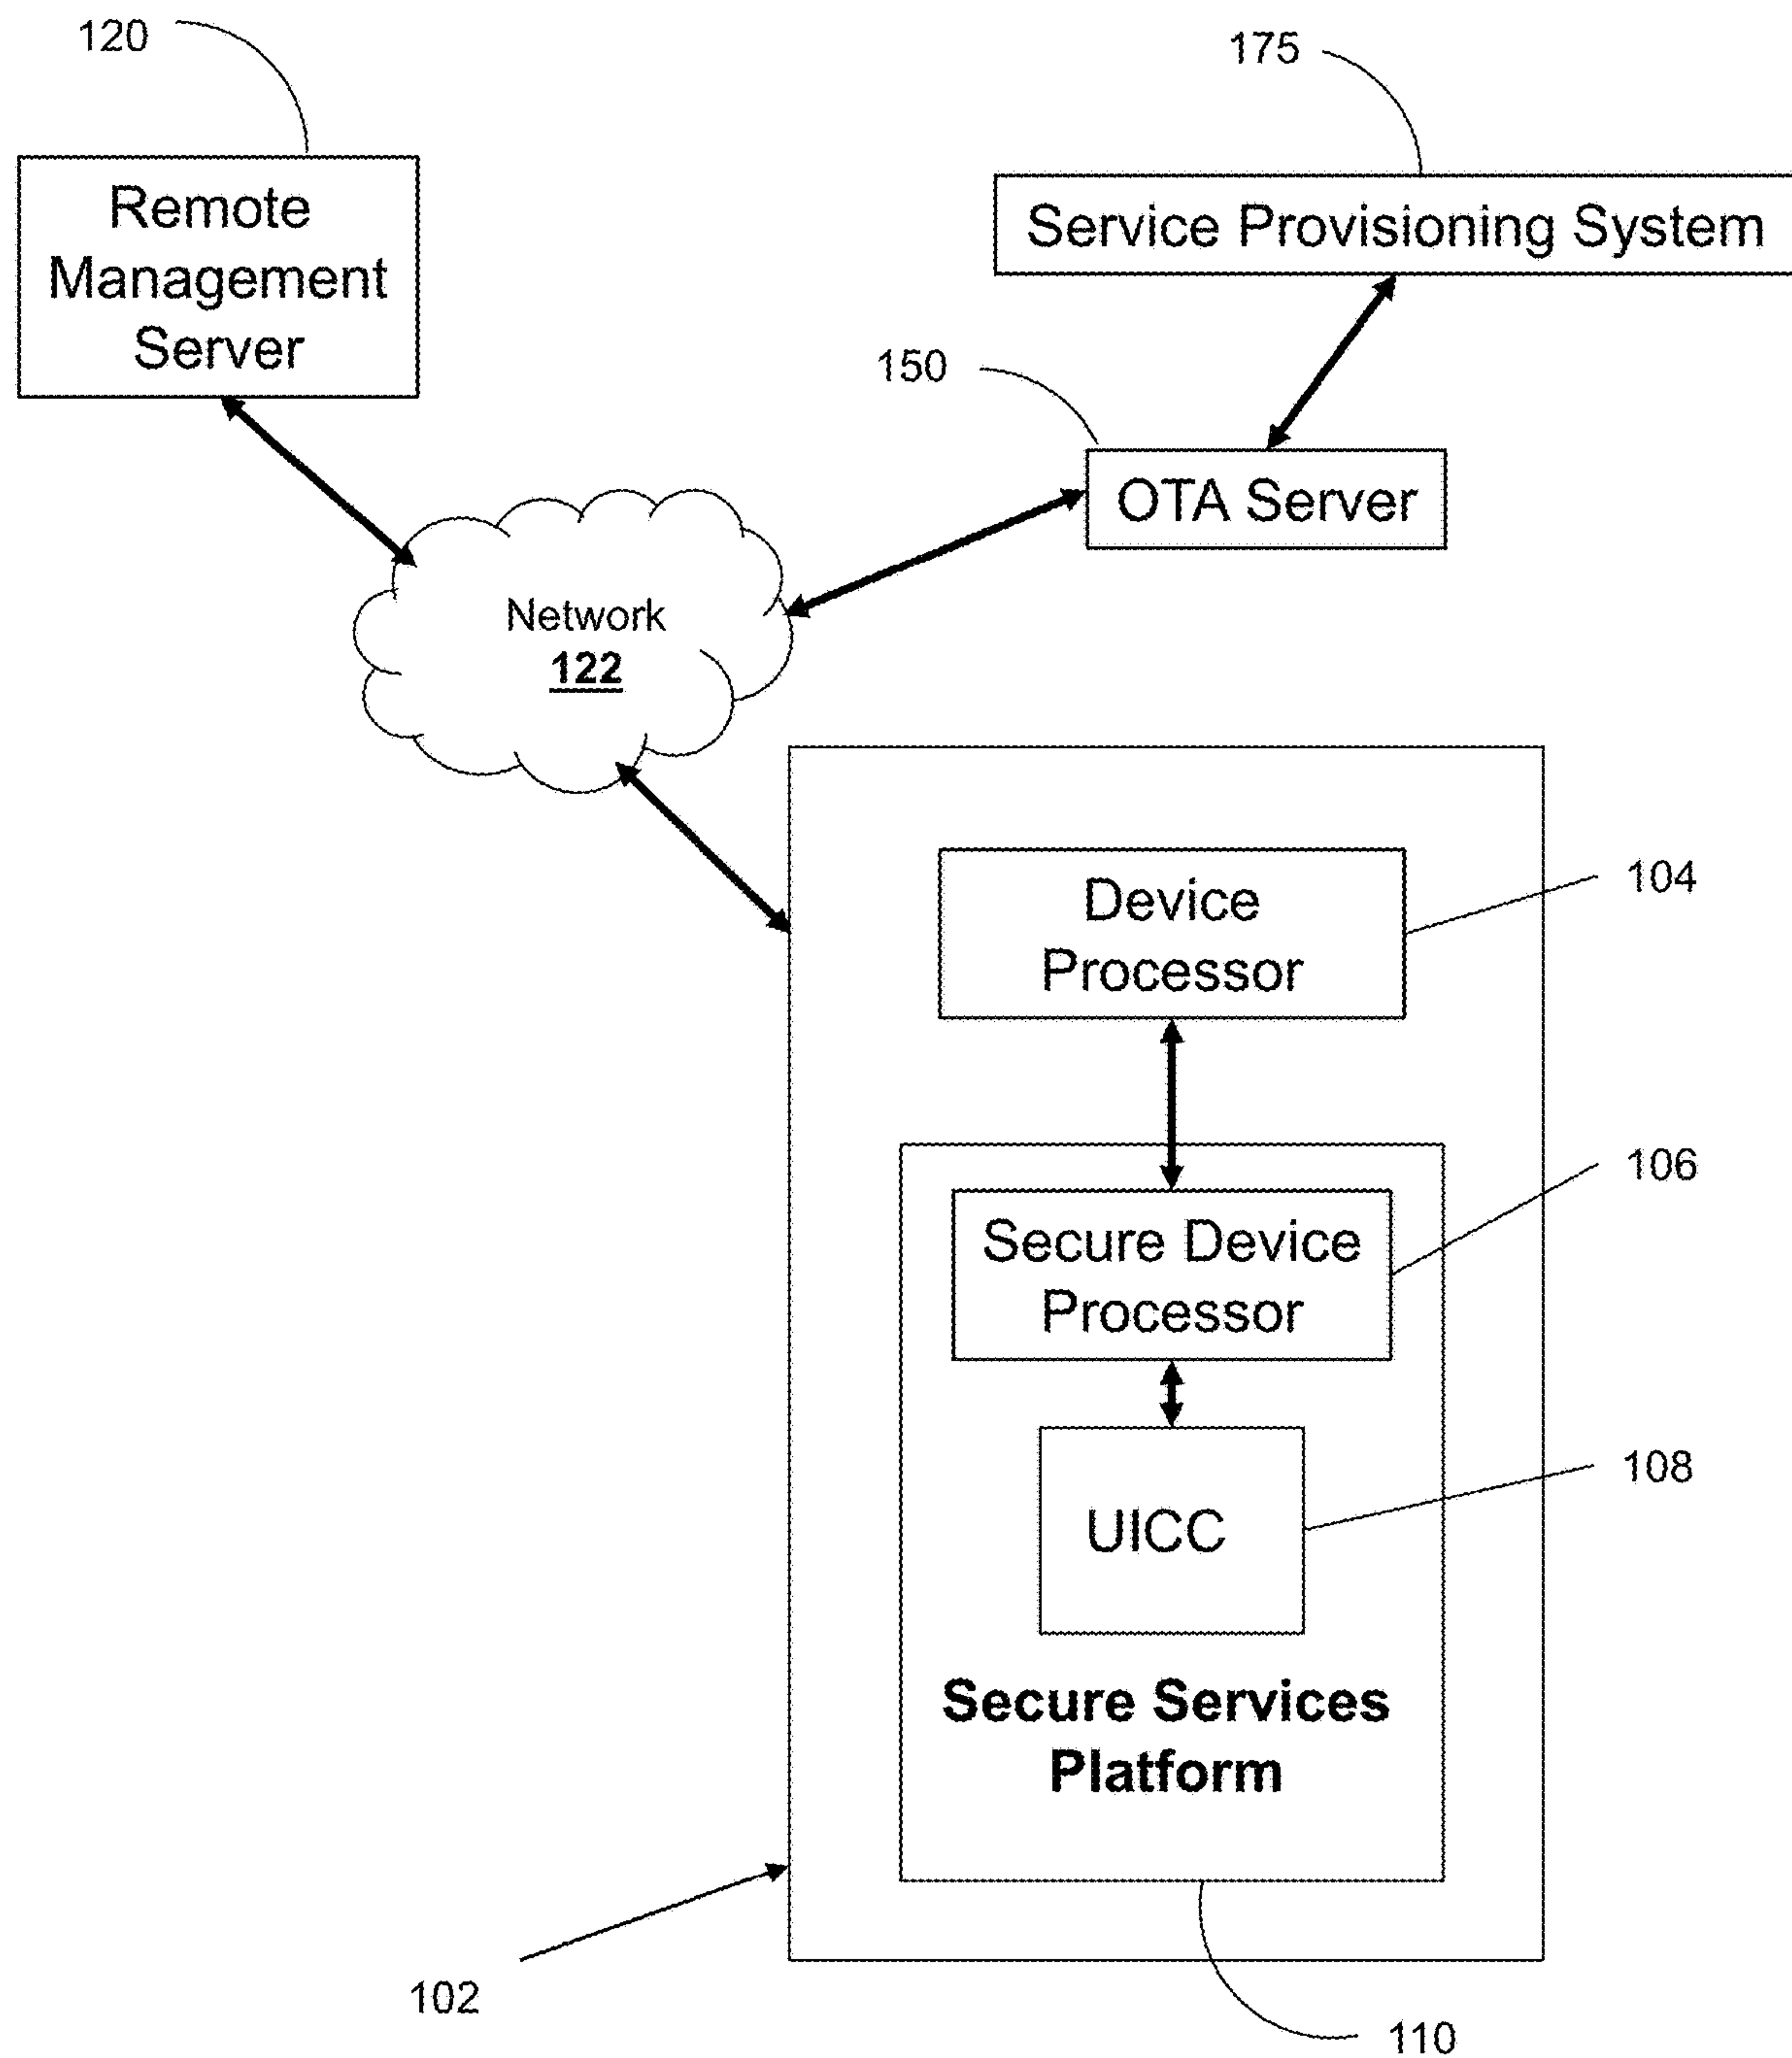 120
175
Remote
Management
Server
Service Provisioning System
150
OTA Server
Network
122
Device
Processor
104
106
Secure Device
Processor
108
UICC
Secure Services
Platform
102
110